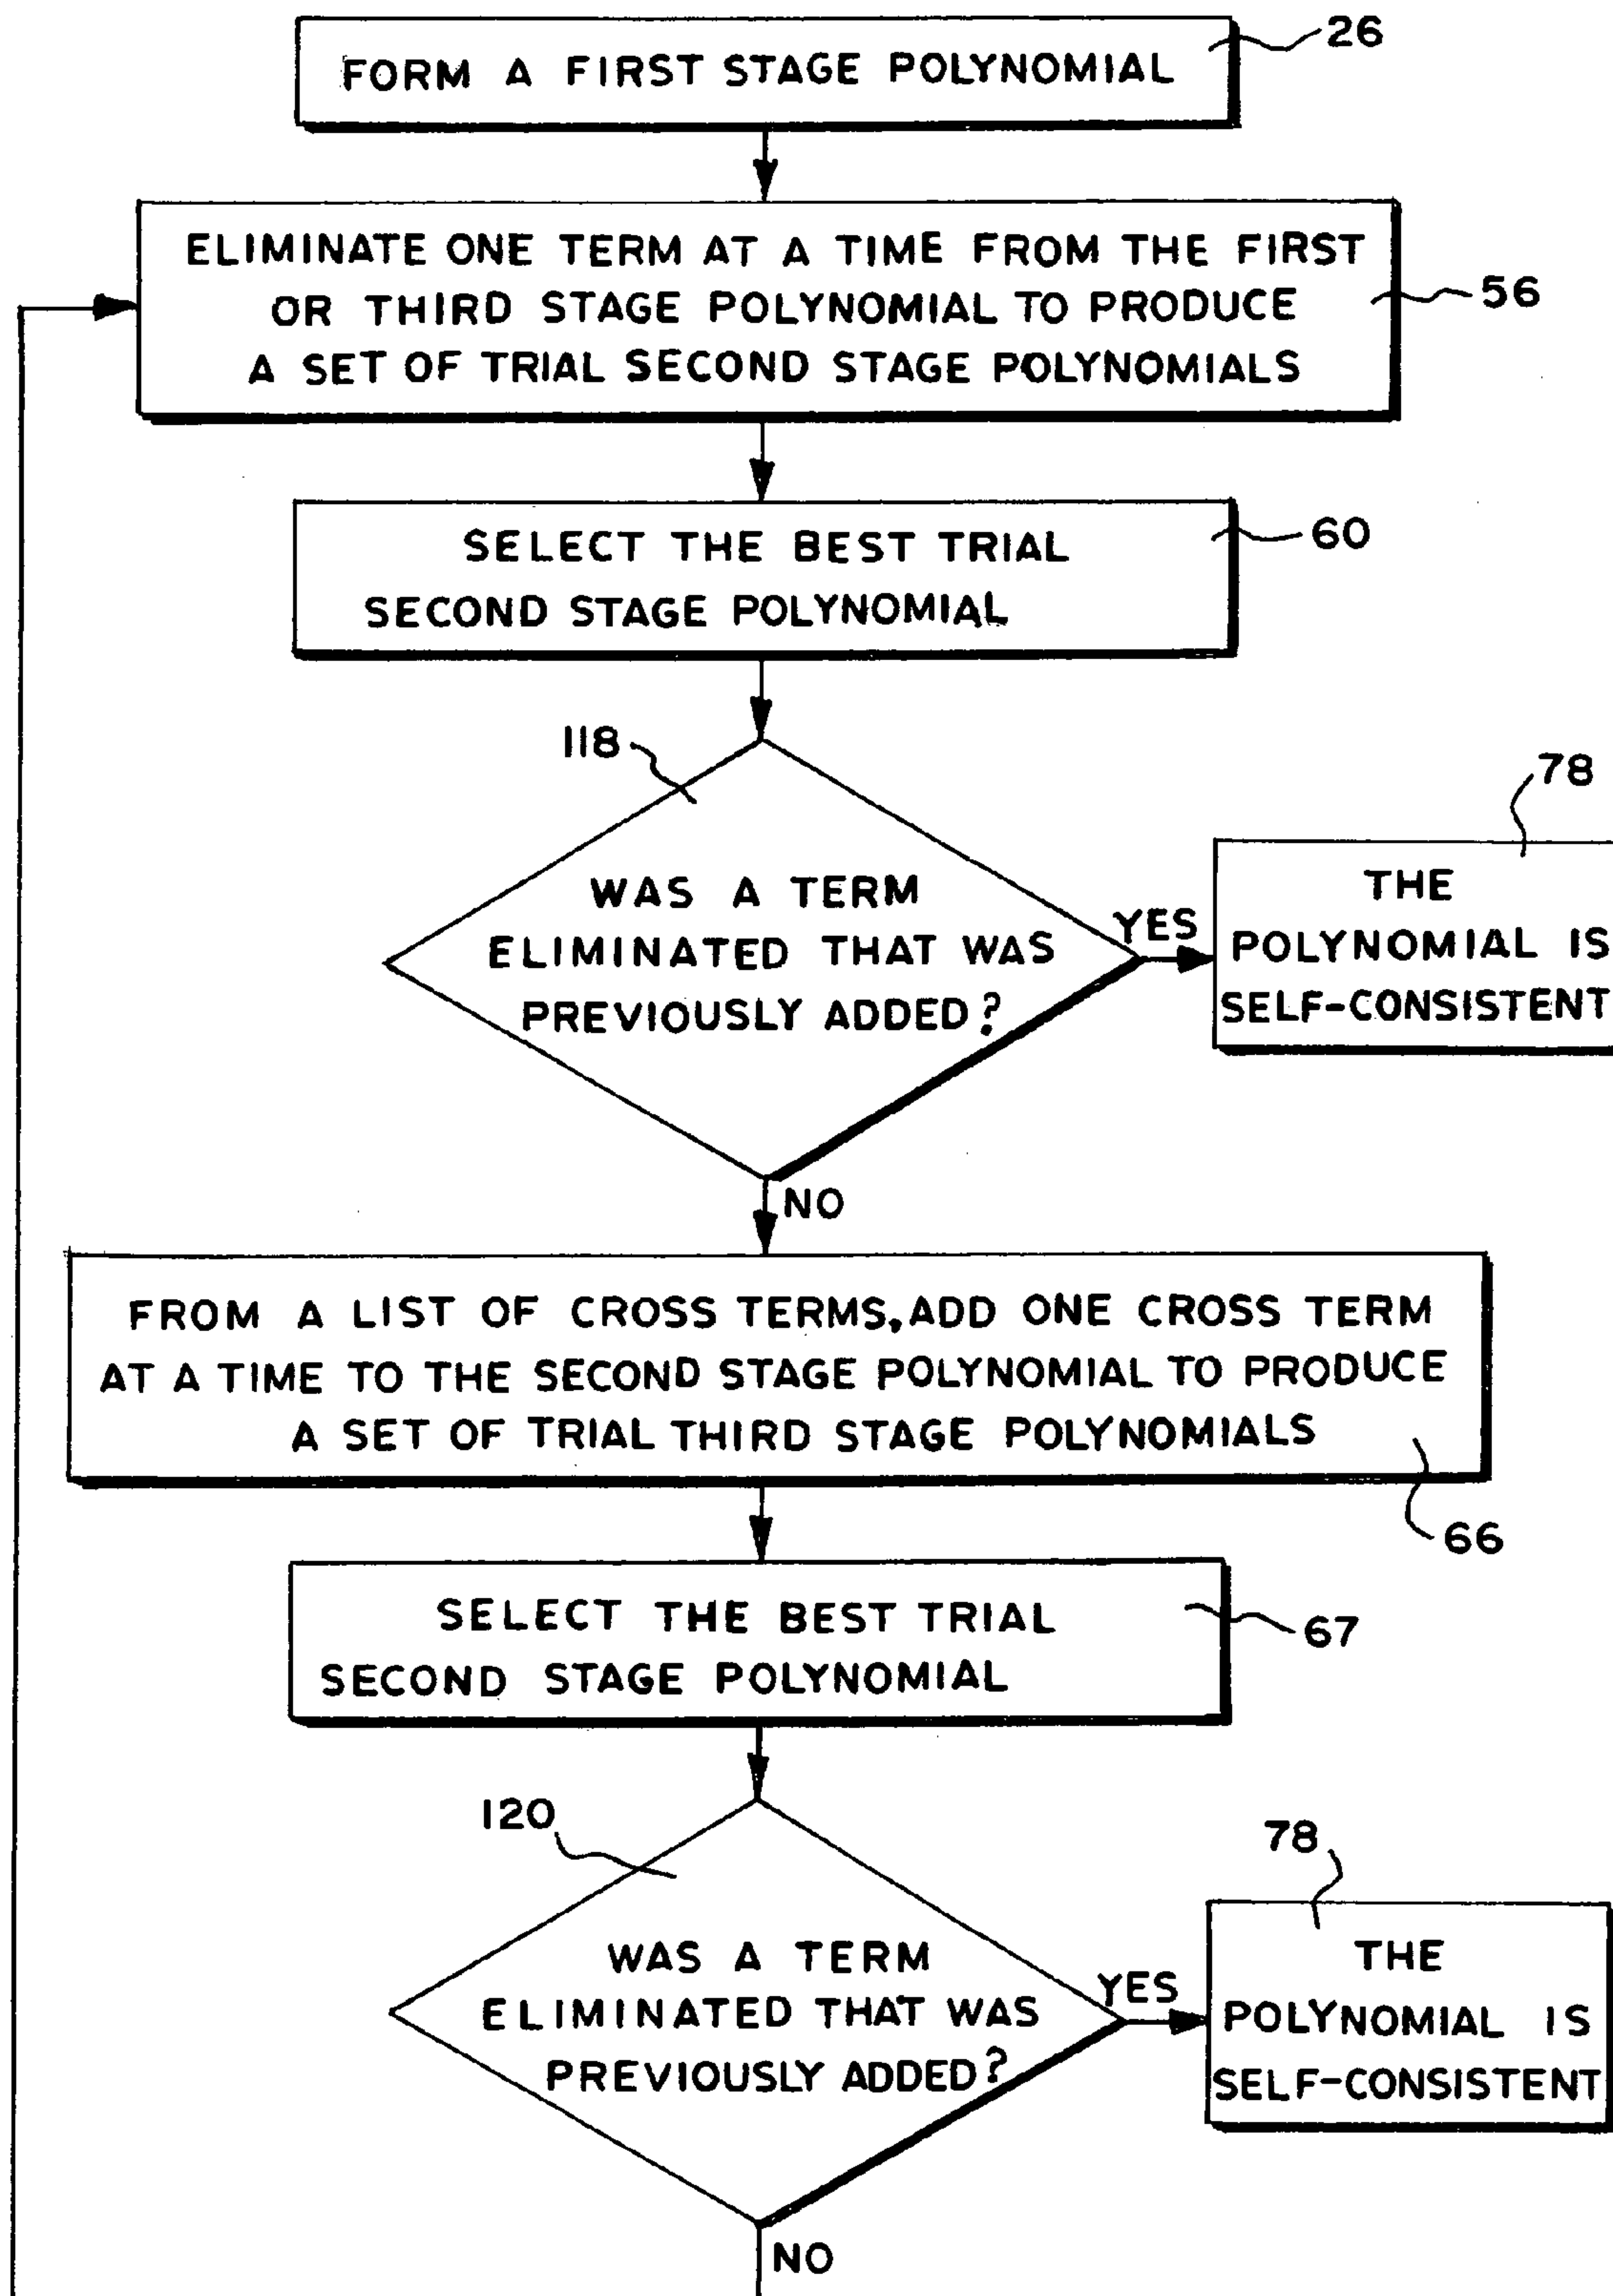 FORM A FIRST STAGE POLYNOMIAL
26
ELIMINATE ONE TERM AT A TIME FROM THE FIRST
OR THIRD STAGE POLYNOMIAL TO PRODUCE
A SET OF TRIAL SECOND STAGE POLYNOMIALS
56
SELECT THE BEST TRIAL
SECOND STAGE POLYNOMIAL
60
118
WAS A TERM
ELIMINATED THAT WAS
PREVIOUSLY ADDED?
YES
78
THE
POLYNOMIAL IS
SELF-CONSISTENT
NO
FROM A LIST OF CROSS TERMS, ADD ONE CROSS TERM
AT A TIME TO THE SECOND STAGE POLYNOMIAL TO PRODUCE
A SET OF TRIAL THIRD STAGE POLYNOMIALS
66
SELECT THE BEST TRIAL
SECOND STAGE POLYNOMIAL
67
120
WAS A TERM
ELIMINATED THAT WAS
PREVIOUSLY ADDED?
YES
78
THE
POLYNOMIAL IS
SELF-CONSISTENT
NO